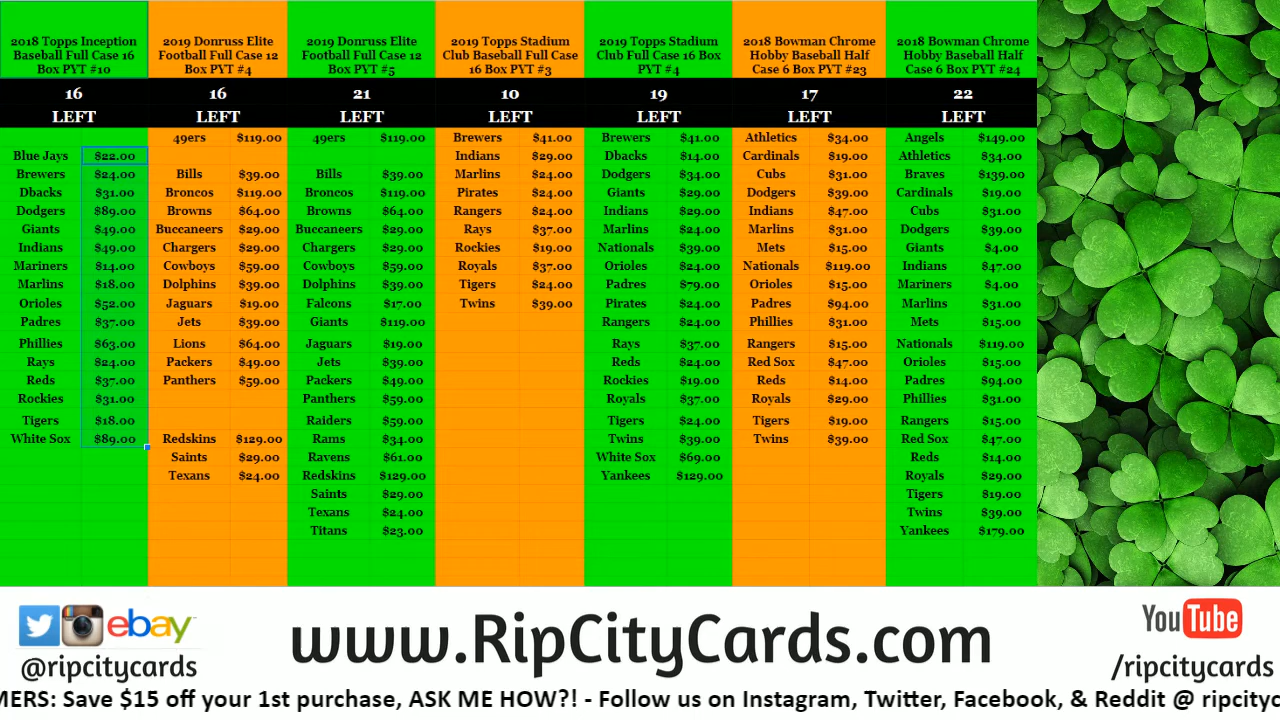 2018 Topps Inception
Baseball Full Case 16
Box PYT #10
16
LEFT
Blue Jays $22.00
Brewers $24.00
Dbacks $31.00
Dodgers $89.00
Giants $49.00
Indians $49.00
Mariners $14.00
Marlins $18.00
Orioles $52.00
Padres $37.00
Phillies $63.00
Rays $24.00
Reds $37.00
Rockies $31.00
Tigers $18.00
White Sox $89.00
2019 Donruss Elite
Football Full Case 12
Box PYT #4
16
LEFT
49ers $119.00
Bills $39.00
Broncos $119.00
Browns $64.00
Buccaneers $29.00
Chargers $29.00
Cowboys $59.00
Dolphins $39.00
Jaguars $19.00
Jets $39.00
Lions $64.00
Packers $49.00
Panthers $59.00
Redskins $129.00
Saints $29.00
Texans $24.00
2019 Donruss Elite
Football Full Case 12
Box PYT #5
21
LEFT
49ers $119.00
Bills $39.00
Broncos $119.00
Browns $64.00
Buccaneers $29.00
Chargers $29.00
Cowboys $59.00
Dolphins $39.00
Falcons $17.00
Giants $119.00
Jaguars $19.00
Jets $39.00
Packers $49.00
Panthers $59.00
Raiders $59.00
Rams $34.00
Ravens $61.00
Redskins $129.00
Saints $29.00
Texans $24.00
Titans $23.00
2019 Topps Stadium
Club Baseball Full Case
16 Box PYT #3
10
LEFT
Brewers $41.00
Indians $29.00
Marlins $24.00
Pirates $24.00
Rangers $24.00
Rays $37.00
Rockies $19.00
Royals $37.00
Tigers $24.00
Twins $39.00
2019 Topps Stadium
Club Full Case 16 Box
PYT #4
19
LEFT
Brewers $41.00
Dbacks $14.00
Dodgers $34.00
Giants $29.00
Indians $29.00
Marlins $24.00
Nationals $39.00
Orioles $24.00
Padres $79.00
Pirates $24.00
Rangers $24.00
Rays $37.00
Reds $24.00
Rockies $19.00
Royals $37.00
Tigers $24.00
Twins $39.00
White Sox $69.00
Yankees $129.00
2018 Bowman Chrome
Hobby Baseball Half
Case 6 Box PYT #23
17
LEFT
Athletics $34.00
Cardinals $19.00
Cubs $31.00
Dodgers $39.00
Indians $47.00
Marlins $31.00
Mets $15.00
Nationals $119.00
Orioles $15.00
Padres $94.00
Phillies $31.00
Rangers $15.00
Red Sox $47.00
Reds $14.00
Royals $29.00
Tigers $19.00
Twins $39.00
2018 Bowman Chrome
Hobby Baseball Half
Case 6 Box PYT #24
22
LEFT
Angels $149.00
Athletics $34.00
Braves $139.00
Cardinals $19.00
Cubs $31.00
Dodgers $39.00
Giants $4.00
Indians $47.00
Mariners $4.00
Marlins $31.00
Mets $15.00
Nationals $119.00
Orioles $15.00
Padres $94.00
Phillies $31.00
Rangers $15.00
Red Sox $47.00
Reds $14.00
Royals $29.00
Tigers $19.00
Twins $39.00
Yankees $179.00
ebay
@ripcitycards
www.RipCityCards.com
YouTube
/ripcitycards
MERS: Save $15 off your 1st purchase, ASK ME HOW?! - Follow us on Instagram, Twitter, Facebook, & Reddit @ ripcityc